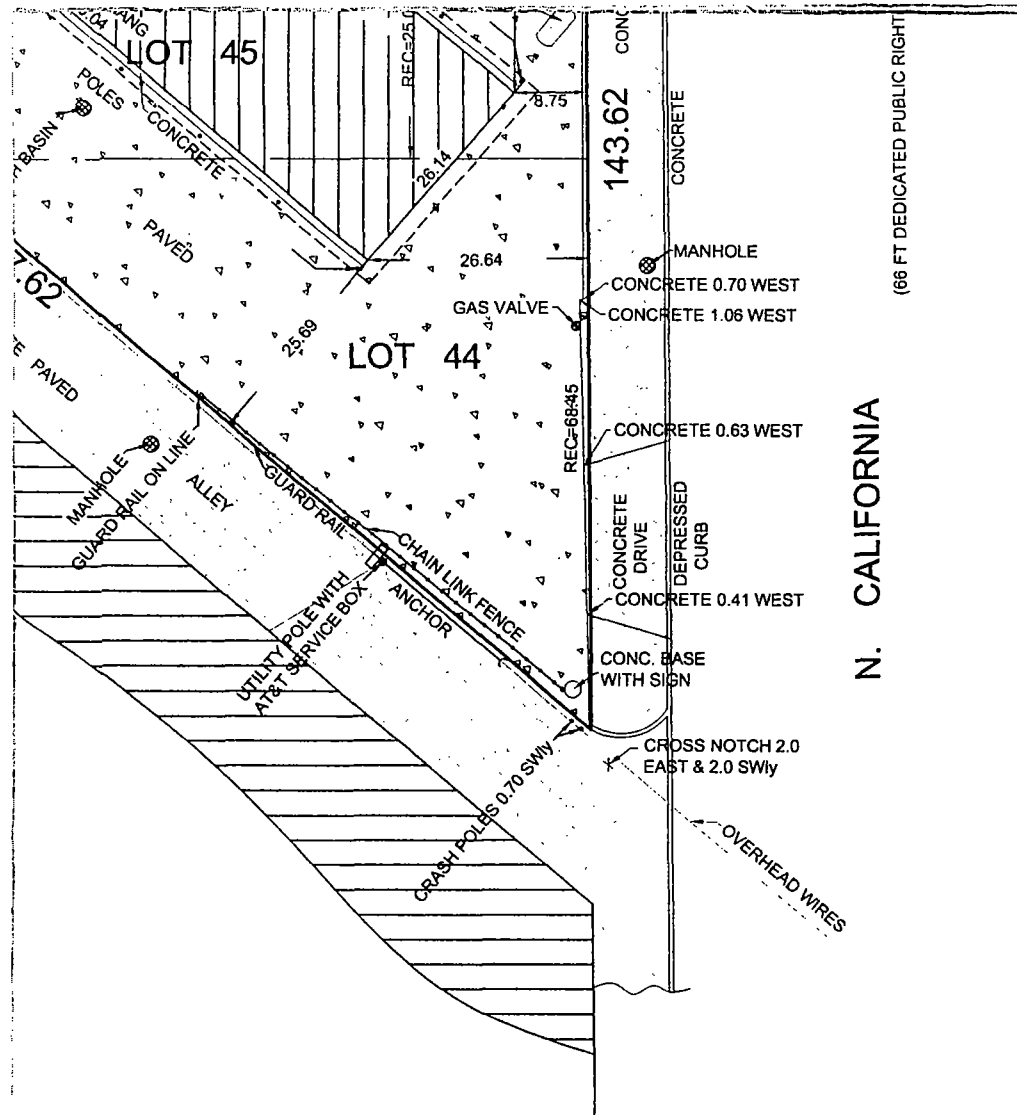 LOT 45
REC=25.0
8.75
143.62
CONCRETE
(66 FT DEDICATED PUBLIC RIGHT
POLES
CONCRETE
BASIN
26.14
PAVED
26.64
MANHOLE
CONCRETE 0.70 WEST
GAS VALVE
CONCRETE 1.06 WEST
7.62
25.69
LOT 44
PAVED
REC=68.45
CONCRETE 0.63 WEST
N. CALIFORNIA
MANHOLE
GUARD RAIL ON LINE
ALLEY
GUARD RAIL
CHAIN LINK FENCE
CONCRETE
DRIVE
DEPRESSED
CURB
UTILITY POLE WITH
AT&T SERVICE BOX
ANCHOR
CONCRETE 0.41 WEST
CONC. BASE
WITH SIGN
CRASH POLES 0.70 SWly
CROSS NOTCH 2.0
EAST & 2.0 SWly
OVERHEAD WIRES